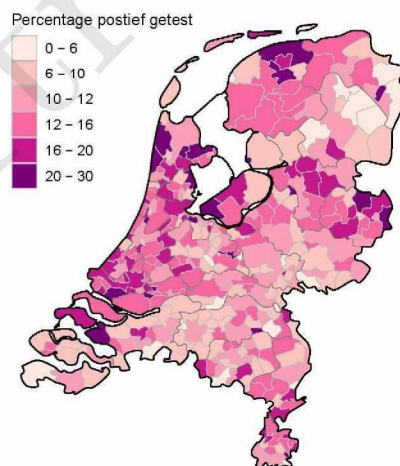 Percentage postief getest
0 – 6
6 – 10
10 – 12
12 – 16
16 – 20
20 – 30